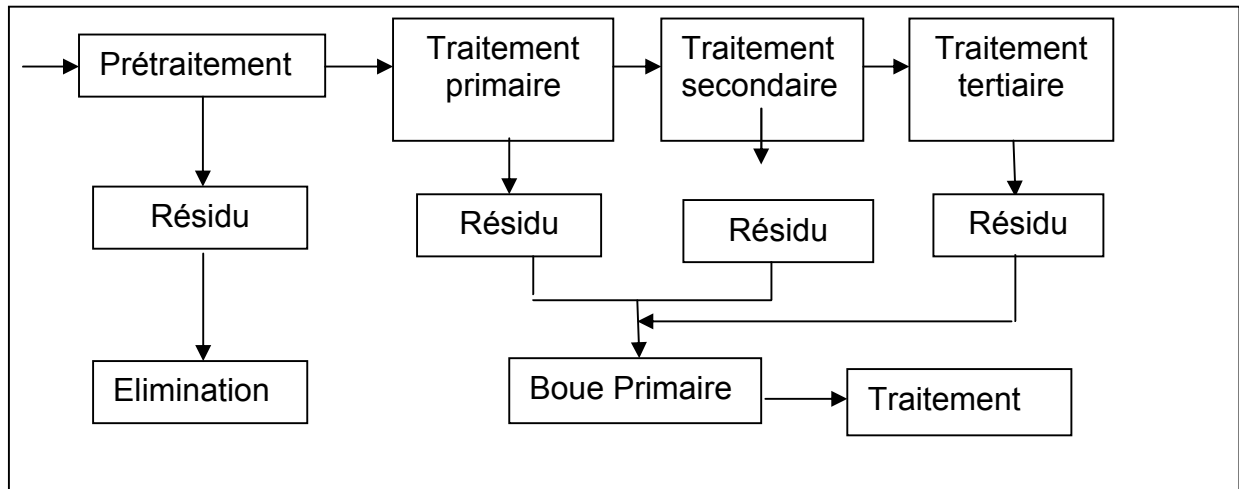 Prétraitement
Traitement
primaire
Traitement
secondaire
Traitement
tertiaire
Résidu
Résidu
Résidu
Résidu
Elimination
Boue Primaire
Traitement